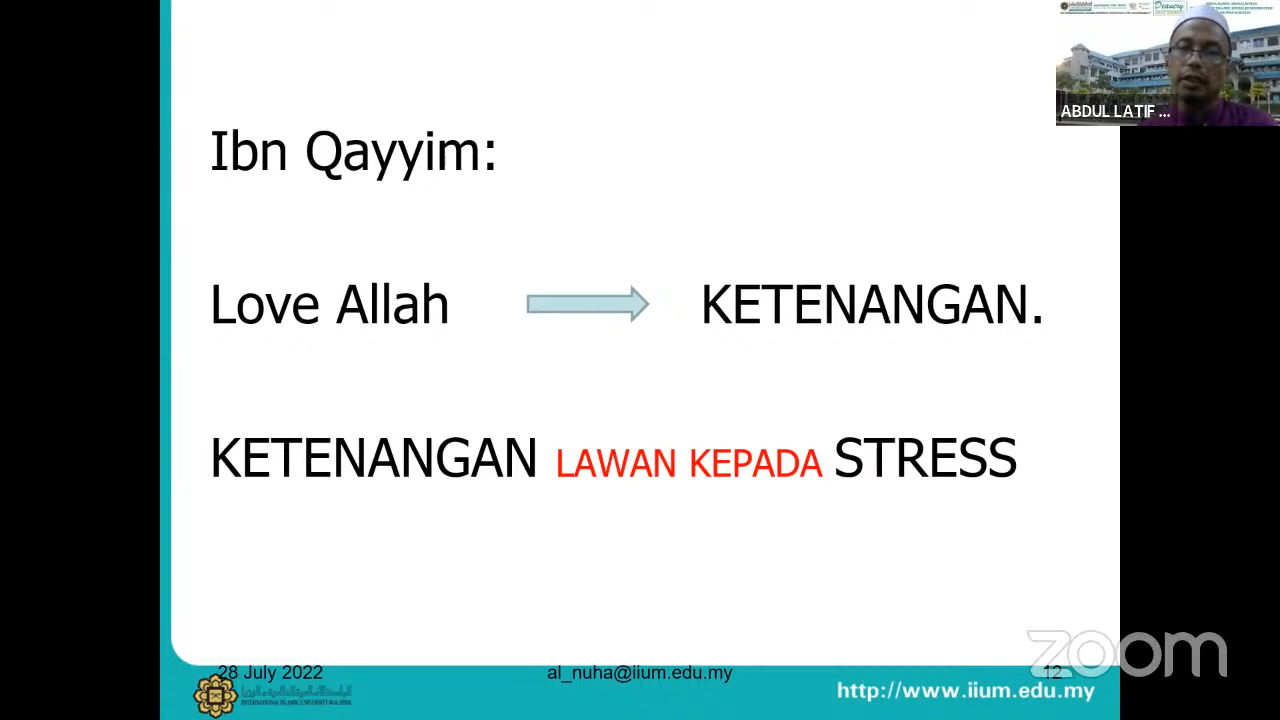 Ibn Qayyim:
Love Allah KETENANGAN.
KETENANGAN LAWAN KEPADA STRESS
ABDUL LATIF ...
Deanery
28 July 2022
al_nuha@iium.edu.my
12
zoom
INTERNATIONAL ISLAMIC UNIVERSITY MALAYSIA
http://www.iium.edu.my